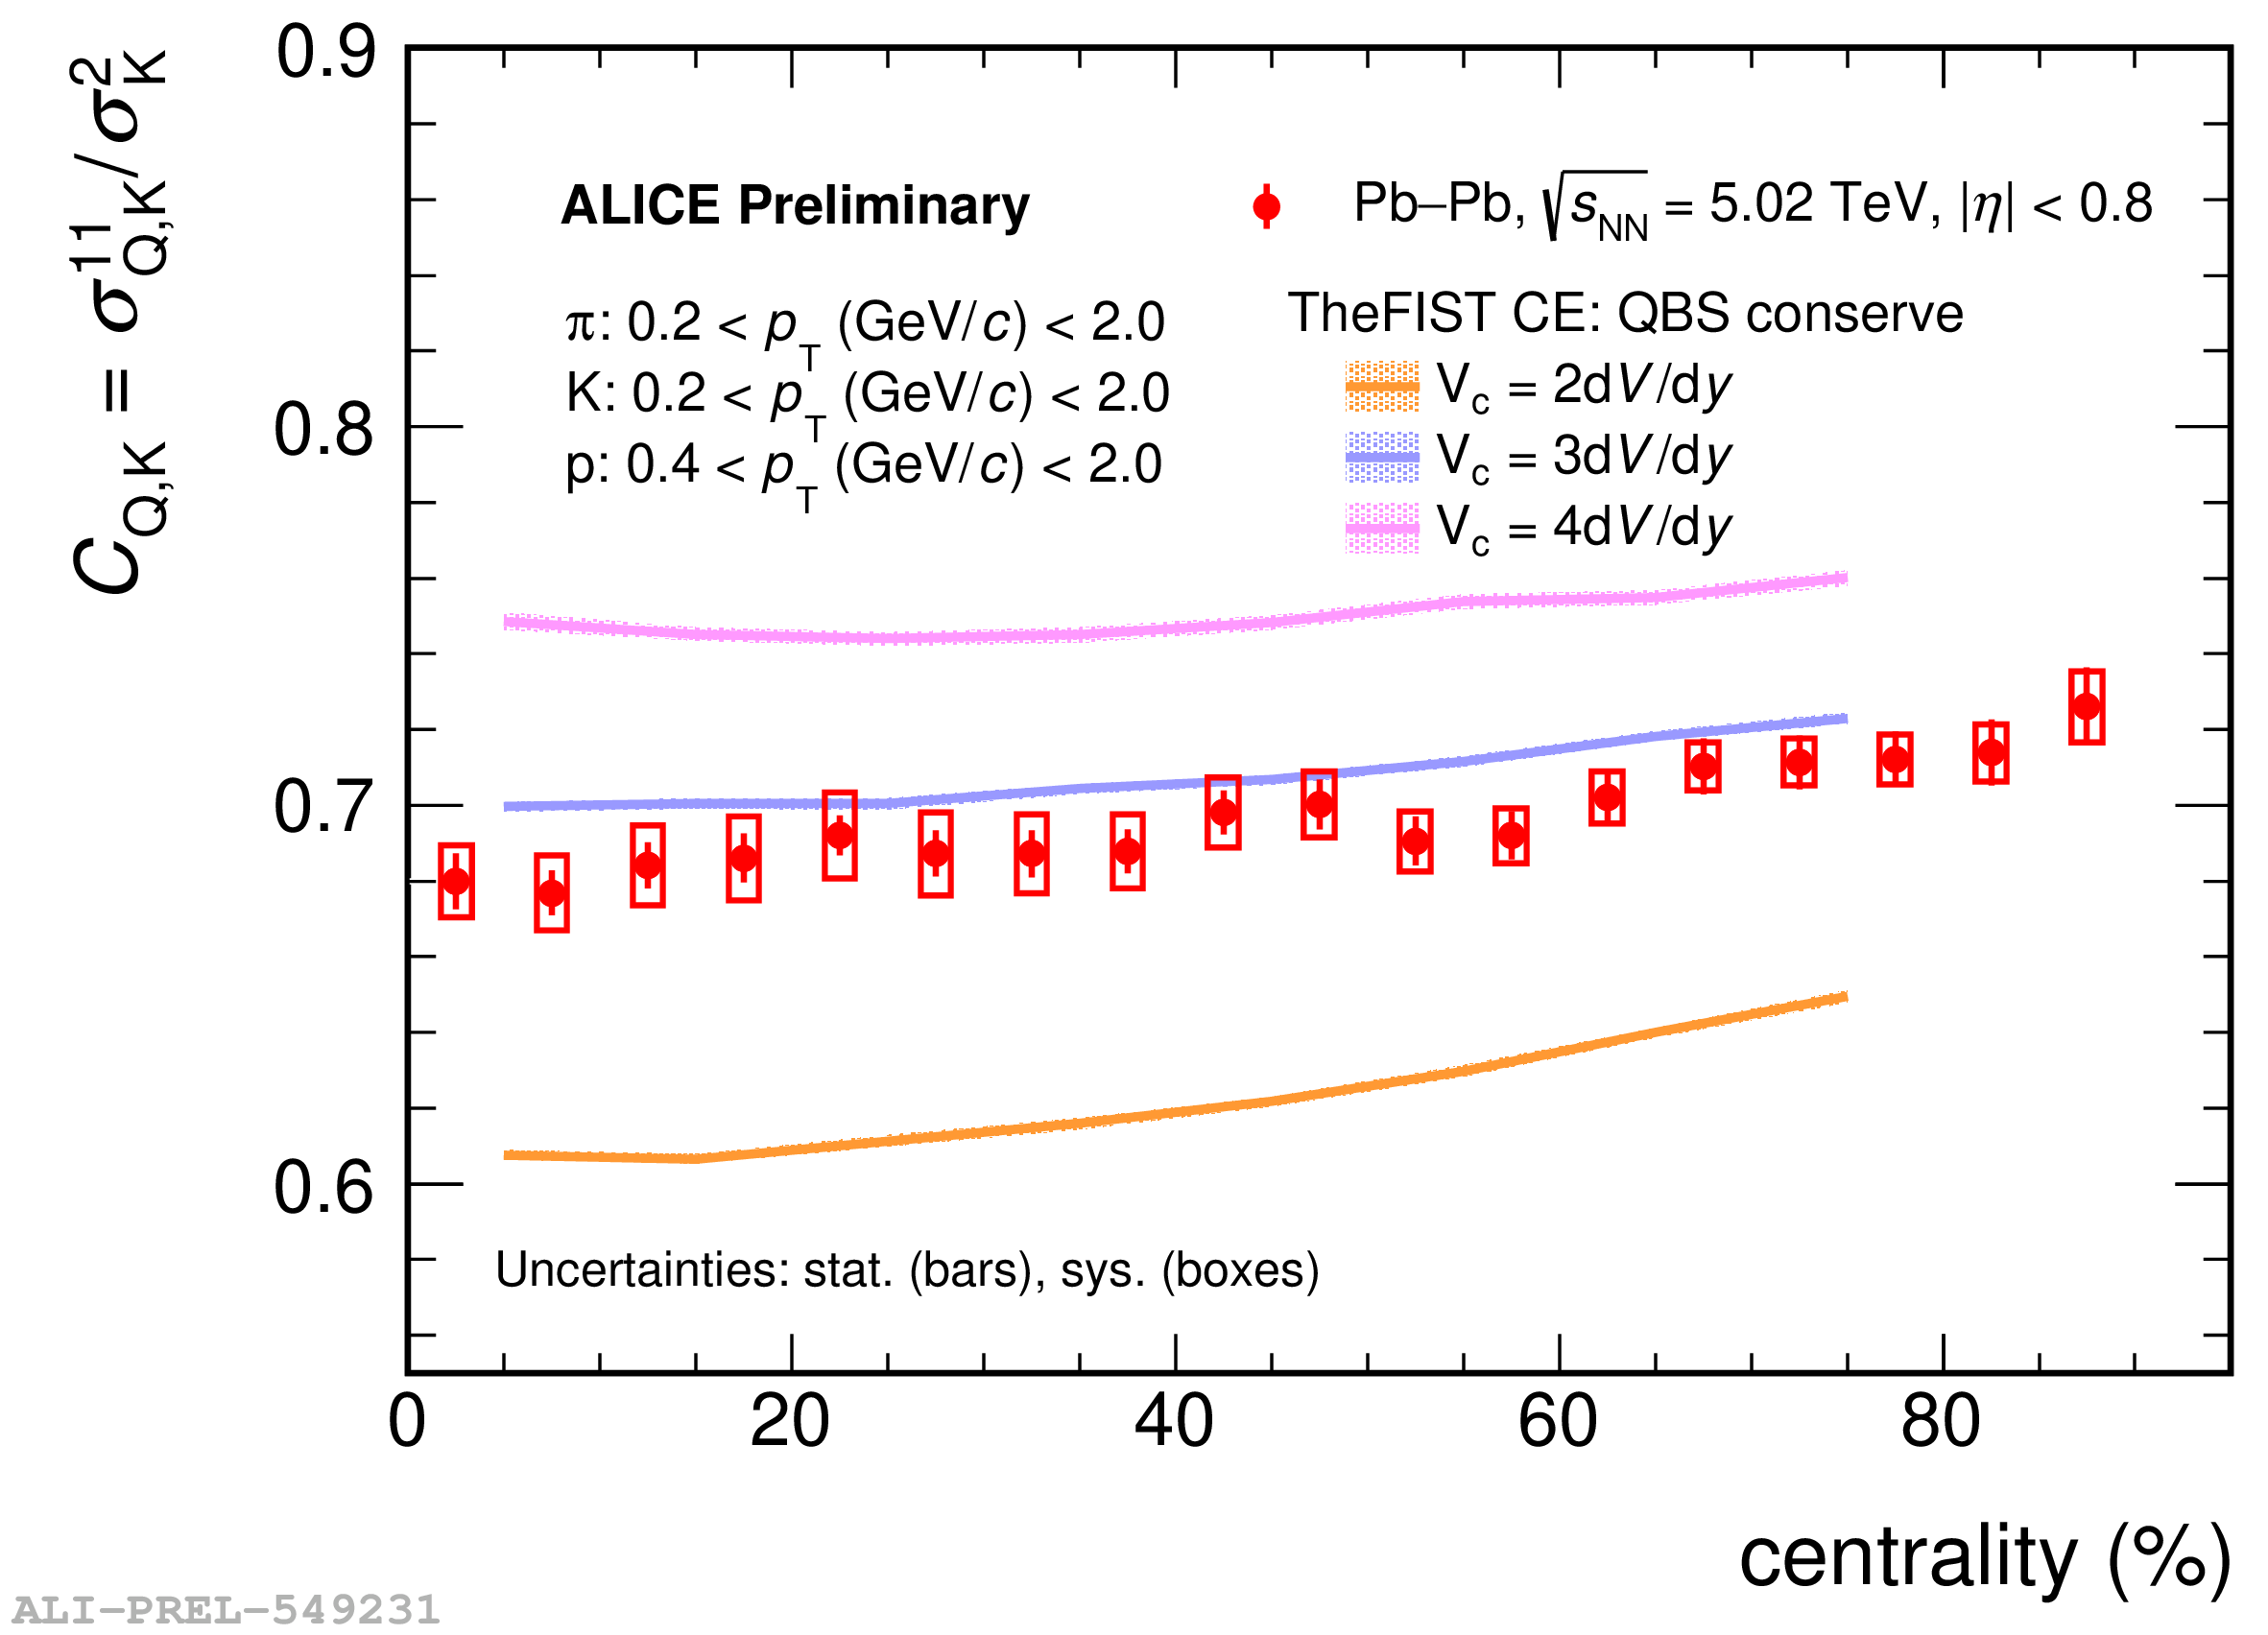 C_Q,K = σ^11_Q,K / σ^2_K
0.9
0.8
0.7
0.6
ALICE Preliminary
π: 0.2 < p_T (GeV/c) < 2.0
K: 0.2 < p_T (GeV/c) < 2.0
p: 0.4 < p_T (GeV/c) < 2.0
Pb–Pb, √s_NN = 5.02 TeV, |η| < 0.8
TheFIST CE: QBS conserve
V_c = 2dV/dy
V_c = 3dV/dy
V_c = 4dV/dy
Uncertainties: stat. (bars), sys. (boxes)
0 20 40 60 80
centrality (%)
ALI-PREL-549231